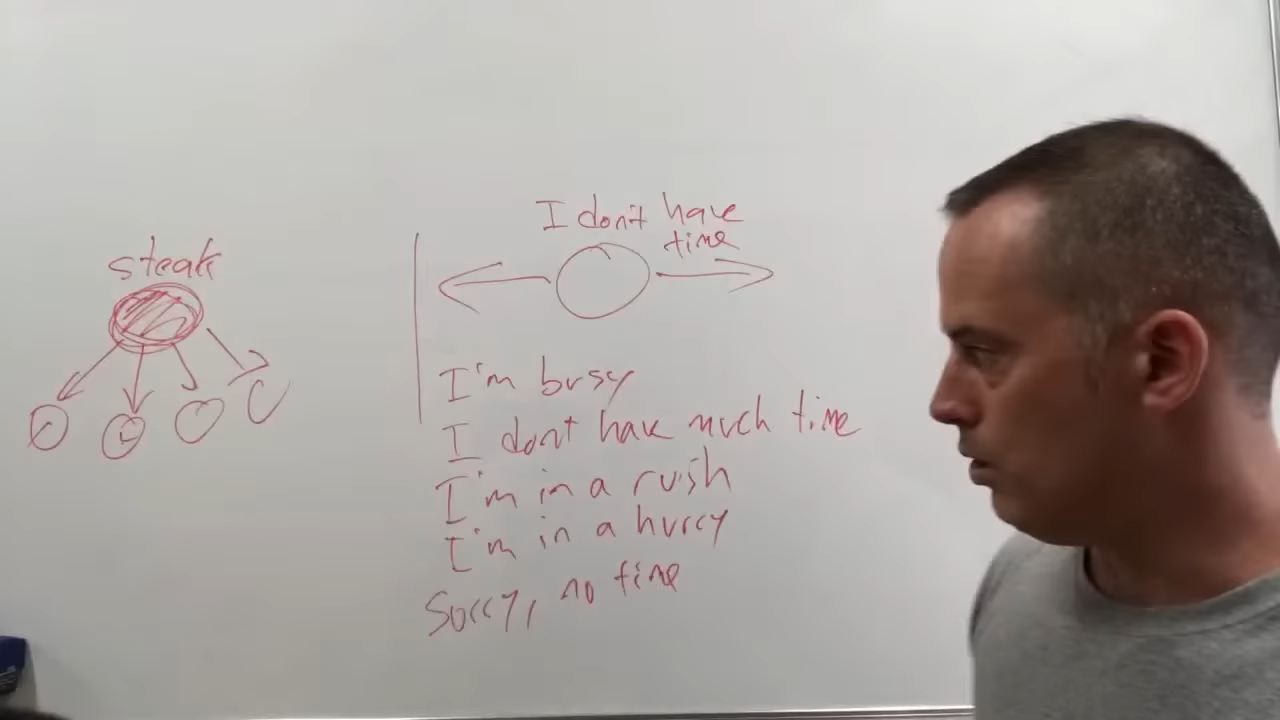 steak
I don't have
time
I'm busy
I don't have much time
I'm in a rush
I'm in a hurry
Sorry, no time